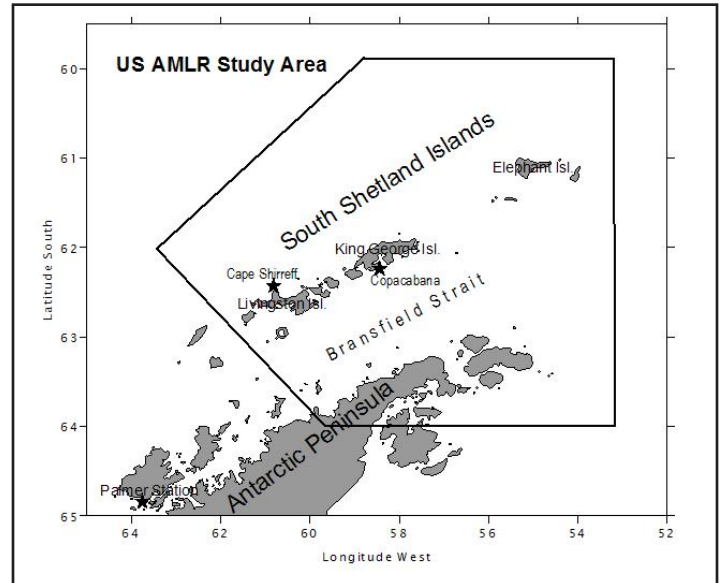 US AMLR Study Area
60
61
62
63
64
65
Latitude South
South Shetland Islands
Elephant Isl.
King George Isl.
Cape Shirreff
Copacabana
Livingston Isl.
Bransfield Strait
Antarctic Peninsula
Palmer Station
64
62
60
58
56
54
52
Longitude West